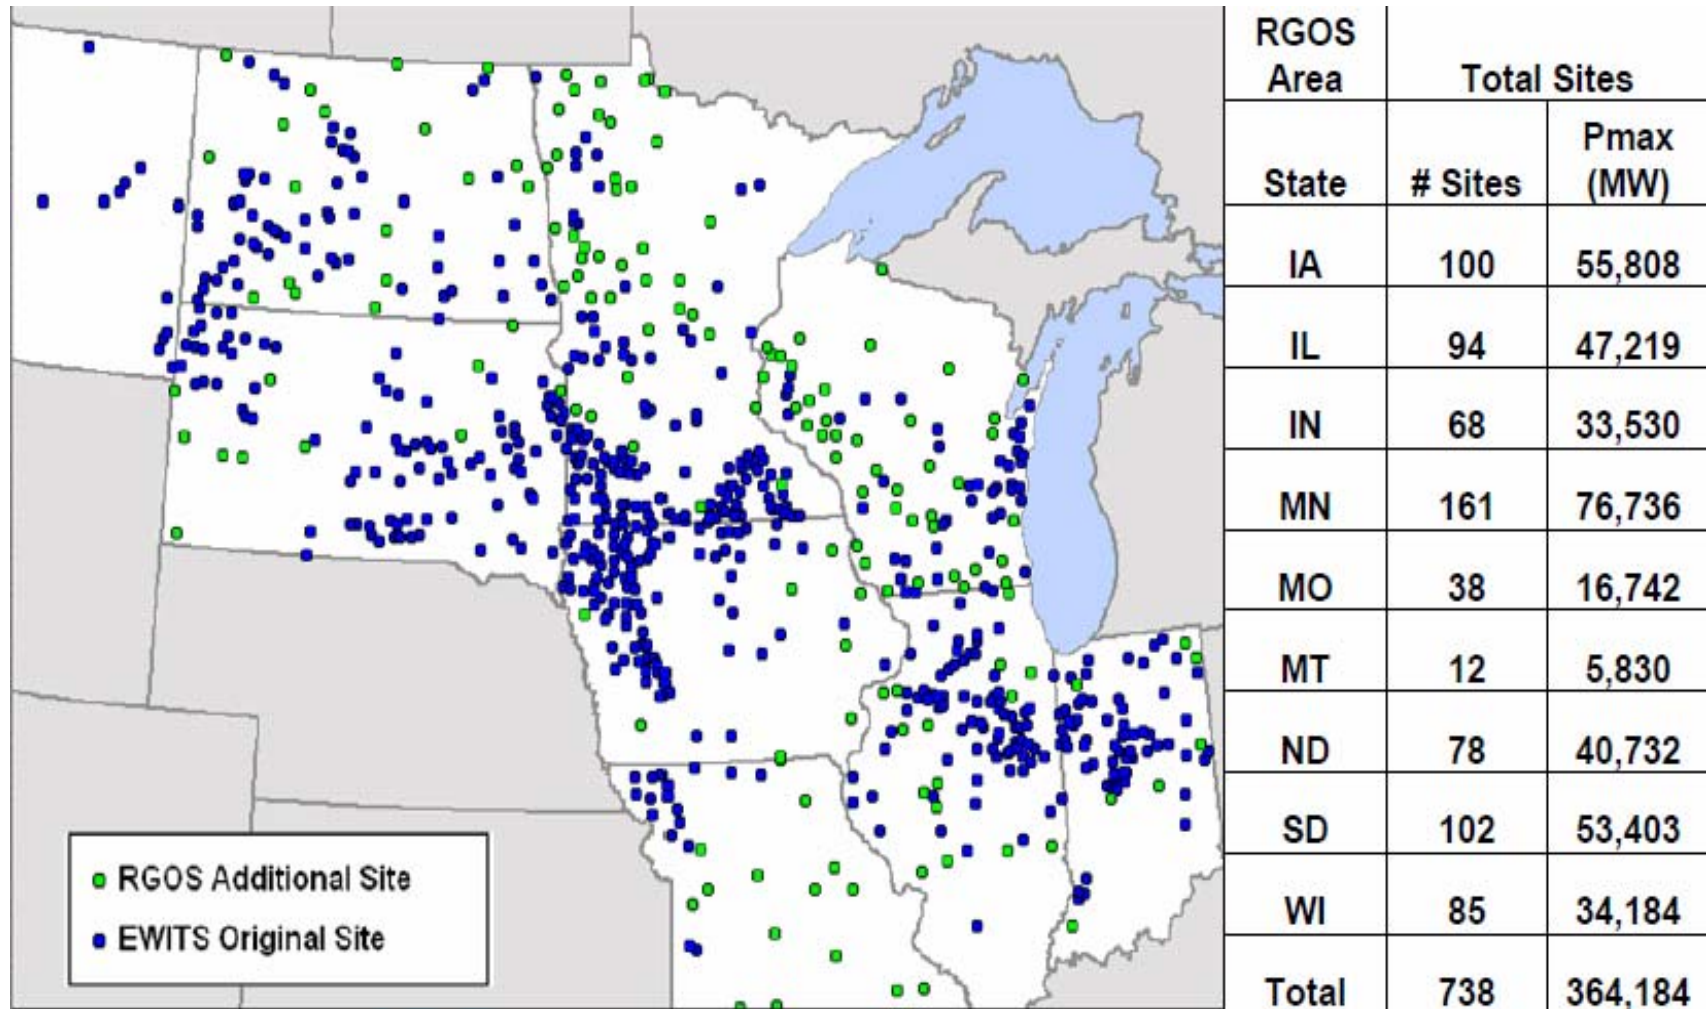 RGOS Additional Site
EWITS Original Site
RGOS
Area
Total Sites
State
# Sites
Pmax
(MW)
IA 100 55,808
IL 94 47,219
IN 68 33,530
MN 161 76,736
MO 38 16,742
MT 12 5,830
ND 78 40,732
SD 102 53,403
WI 85 34,184
Total 738 364,184